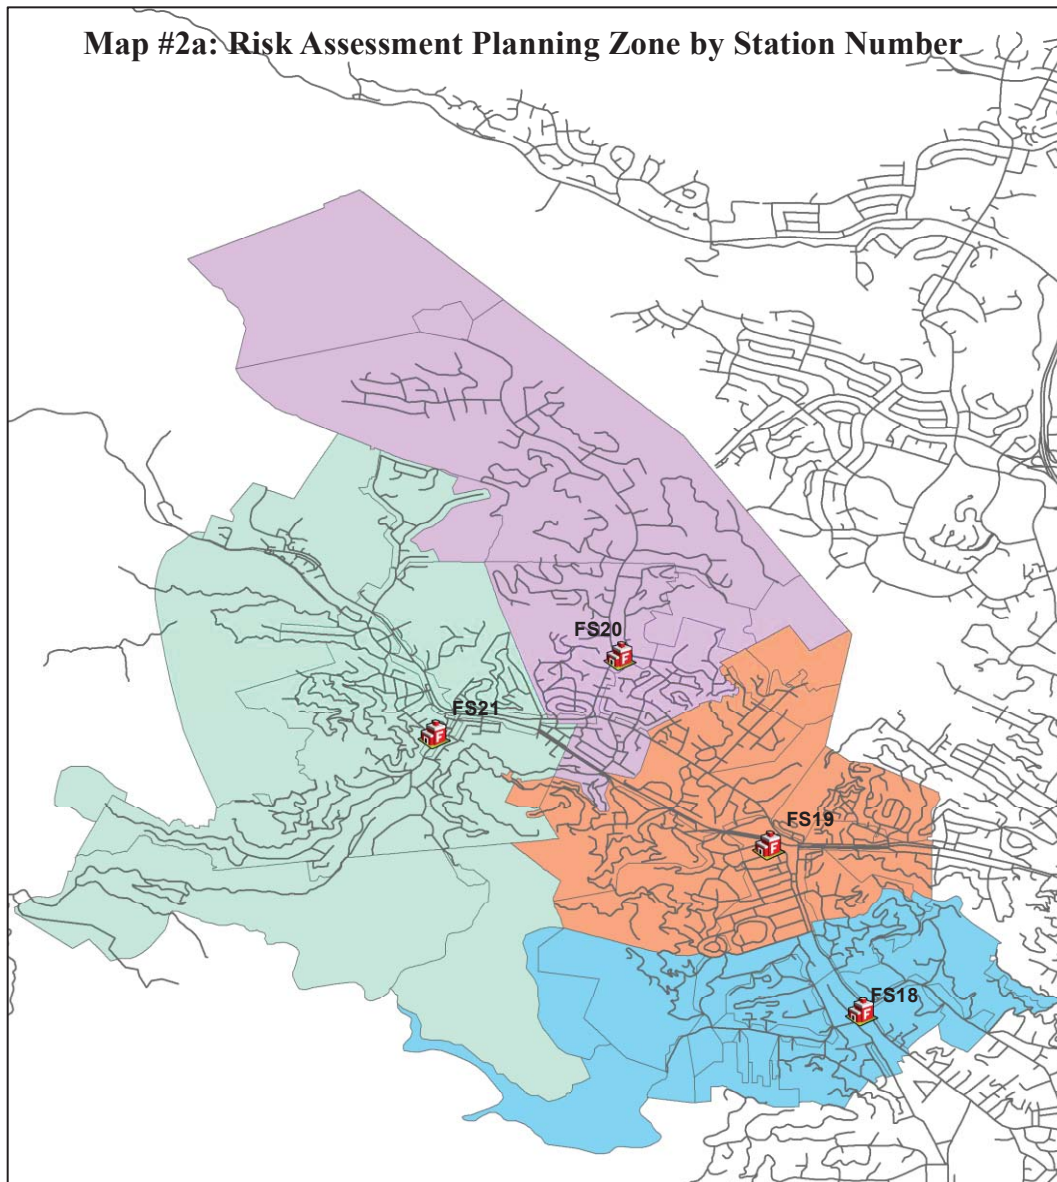 Map #2a: Risk Assessment Planning Zone by Station Number
FS20
FS21
FS19
FS18